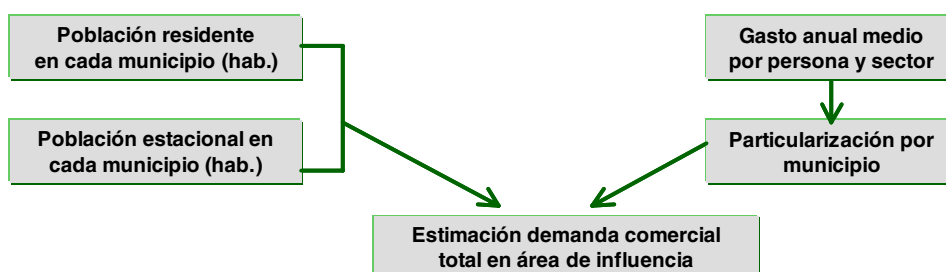 Población residente
en cada municipio (hab.)
Gasto anual medio
por persona y sector
Población estacional en
cada municipio (hab.)
Particularización por
municipio
Estimación demanda comercial
total en área de influencia